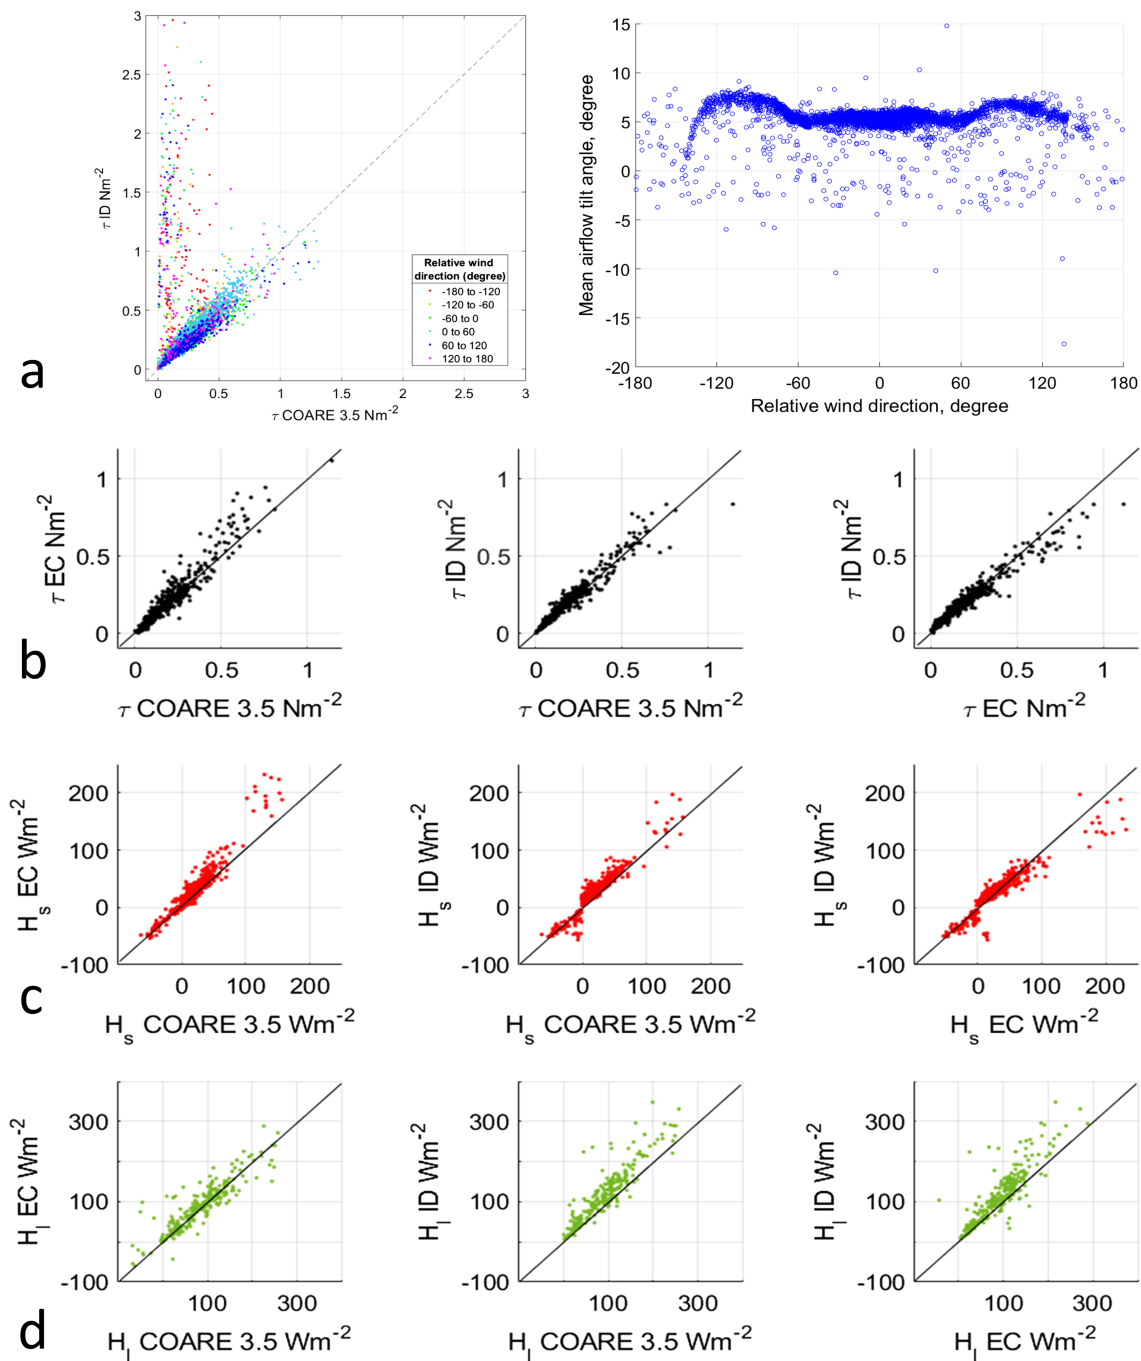 3
2.5
2
1.5
1
0.5
0
τ ID Nm-2
0
0.5
1
1.5
2
2.5
3
τ COARE 3.5 Nm-2
Relative wind
direction (degree)
-180 to -120
-120 to -60
-60 to 0
0 to 60
60 to 120
120 to 180
15
10
5
0
-5
-10
-15
-20
Mean airflow tilt angle, degree
-180
-120
-60
0
60
120
180
Relative wind direction, degree
a
1
0.5
0
τ EC Nm-2
0
0.5
1
τ COARE 3.5 Nm-2
1
0.5
0
τ ID Nm-2
0
0.5
1
τ COARE 3.5 Nm-2
1
0.5
0
τ ID Nm-2
0
0.5
1
τ EC Nm-2
b
200
100
0
-100
Hs EC Wm-2
0
100
200
Hs COARE 3.5 Wm-2
200
100
0
-100
Hs ID Wm-2
0
100
200
Hs COARE 3.5 Wm-2
200
100
0
-100
Hs ID Wm-2
0
100
200
Hs EC Wm-2
c
300
100
-100
Hl EC Wm-2
100
300
Hl COARE 3.5 Wm-2
300
100
-100
Hl ID Wm-2
100
300
Hl COARE 3.5 Wm-2
300
100
-100
Hl ID Wm-2
100
300
Hl EC Wm-2
d